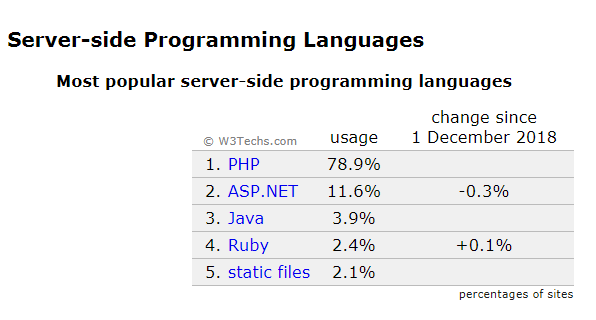 Server-side Programming Languages
Most popular server-side programming languages
© W3Techs.com usage change since 1 December 2018
1. PHP 78.9%
2. ASP.NET 11.6% -0.3%
3. Java 3.9%
4. Ruby 2.4% +0.1%
5. static files 2.1%
percentages of sites